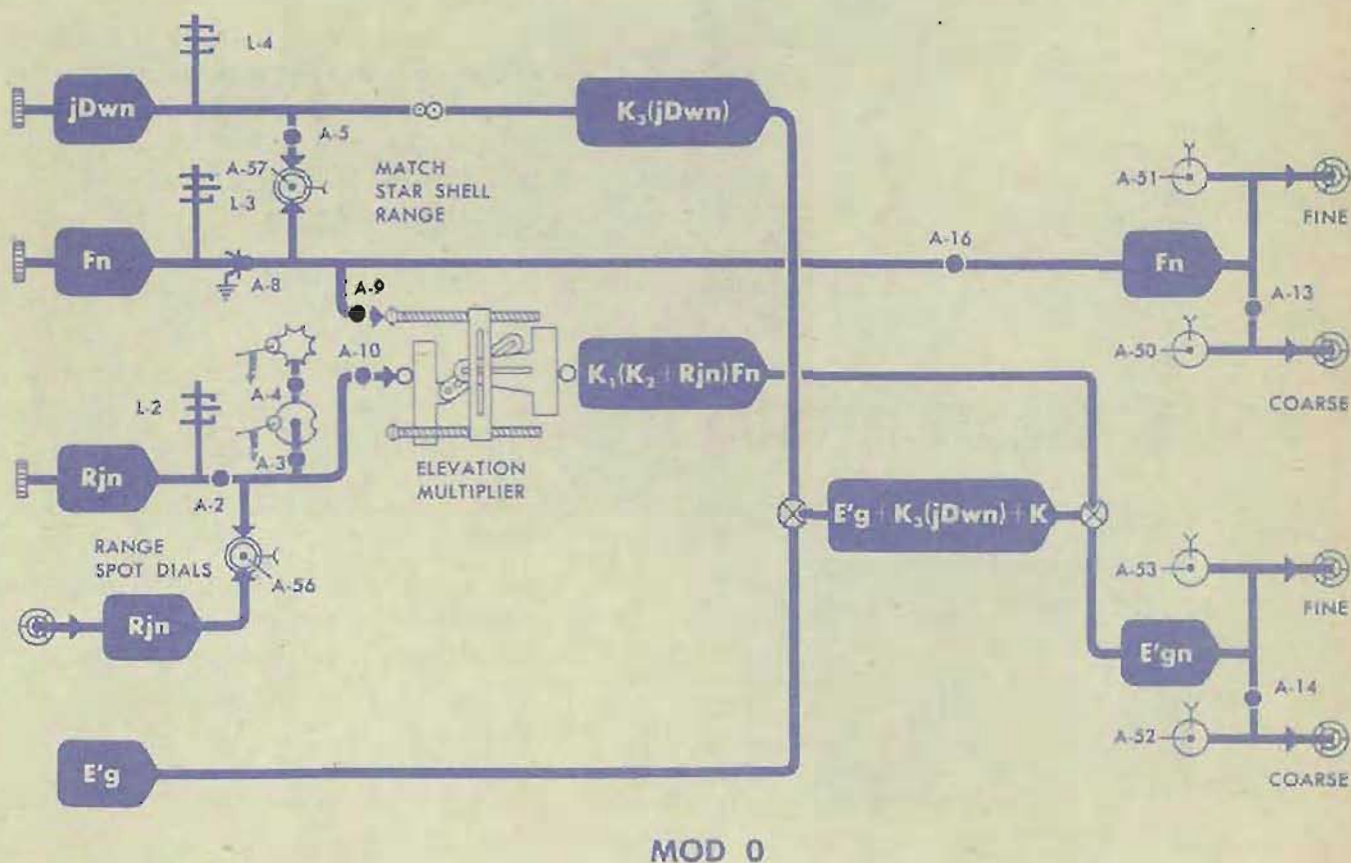 L-4
jDwn
K₃(jDwn)
A-5
A-57
MATCH
STAR SHELL
RANGE
L-3
A-51
FINE
Fn
A-8
A-16
Fn
A-13
A-9
A-10
A-50
COARSE
K₁(K₂+Rjn)Fn
A-4
L-2
A-3
ELEVATION
MULTIPLIER
Rjn
A-2
E'g+K₃(jDwn)+K
RANGE
SPOT DIALS
A-56
A-53
FINE
Rjn
E'gn
A-14
A-52
COARSE
E'g
MOD 0